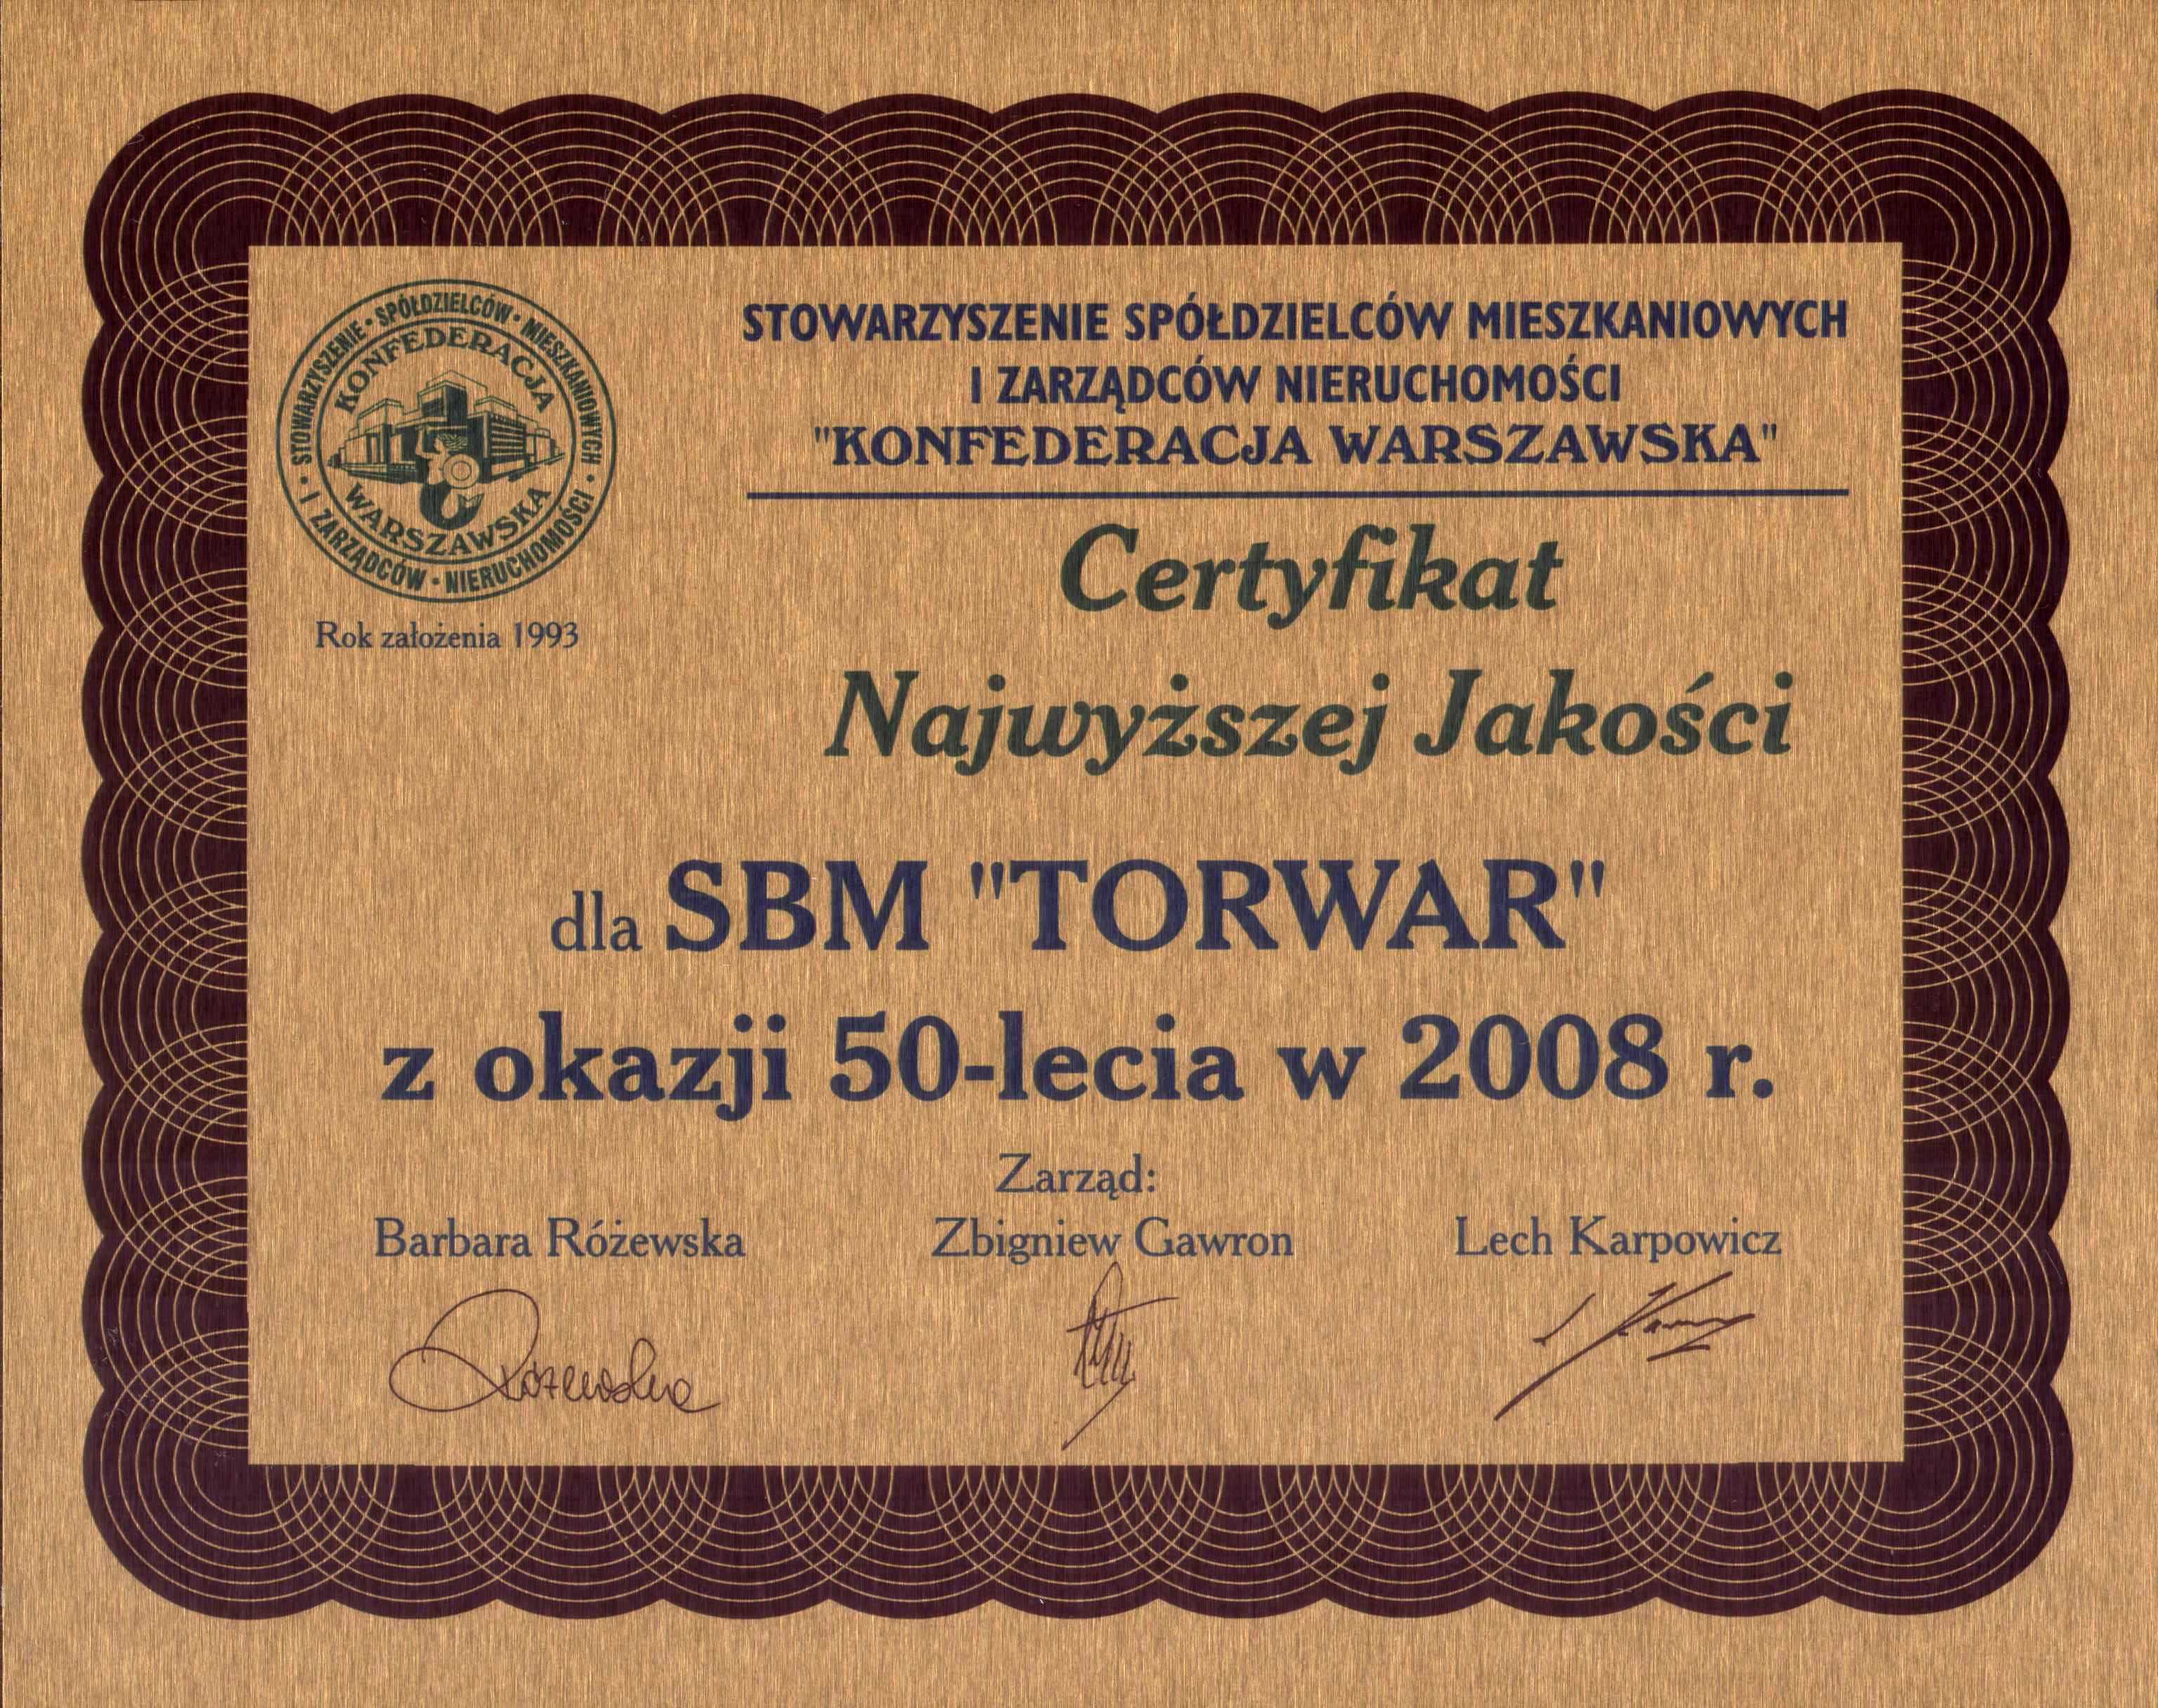 STOWARZYSZENIE • SPÓŁDZIELCÓW • MIESZKANIOWYCH •
I ZARZĄDCÓW • NIERUCHOMOŚCI •
KONFEDERACJA
WARSZAWSKA
Rok założenia 1993
STOWARZYSZENIE SPÓŁDZIELCÓW MIESZKANIOWYCH
I ZARZĄDCÓW NIERUCHOMOŚCI
"KONFEDERACJA WARSZAWSKA"
Certyfikat
Najwyższej Jakości
dla SBM "TORWAR"
z okazji 50-lecia w 2008 r.
Zarząd:
Barbara Różewska Zbigniew Gawron Lech Karpowicz